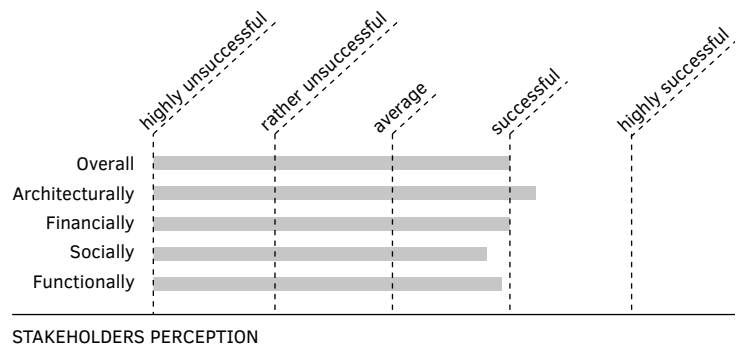 highly unsuccessful
rather unsuccessful
average
successful
highly successful
Overall
Architecturally
Financially
Socially
Functionally
STAKEHOLDERS PERCEPTION